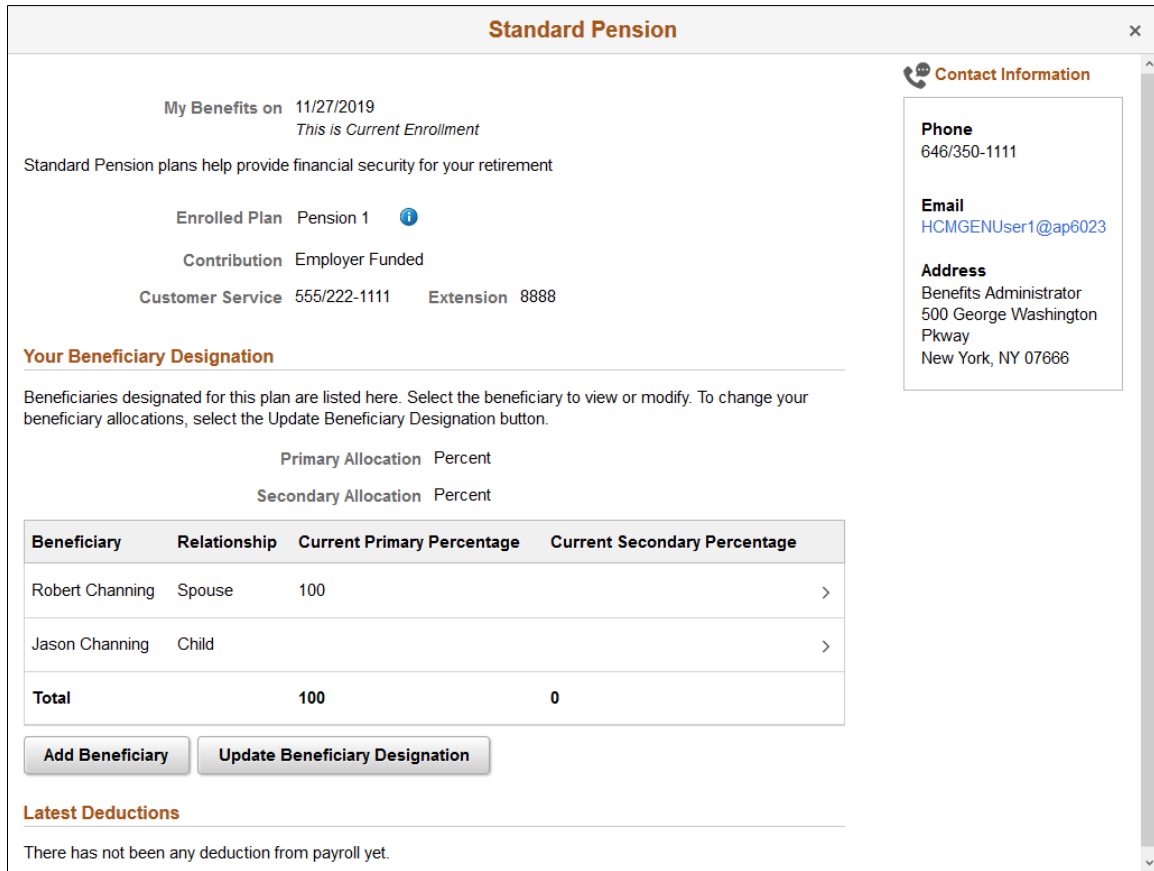 Standard Pension
×
My Benefits on 11/27/2019
This is Current Enrollment
Standard Pension plans help provide financial security for your retirement
Enrolled Plan Pension 1
Contribution Employer Funded
Customer Service 555/222-1111 Extension 8888
Your Beneficiary Designation
Beneficiaries designated for this plan are listed here. Select the beneficiary to view or modify. To change your
beneficiary allocations, select the Update Beneficiary Designation button.
Primary Allocation Percent
Secondary Allocation Percent
Beneficiary Relationship Current Primary Percentage Current Secondary Percentage
Robert Channing Spouse 100
Jason Channing Child
Total 100 0
Add Beneficiary Update Beneficiary Designation
Latest Deductions
There has not been any deduction from payroll yet.
Contact Information
Phone
646/350-1111
Email
HCMGENUser1@ap6023
Address
Benefits Administrator
500 George Washington
Pkway
New York, NY 07666